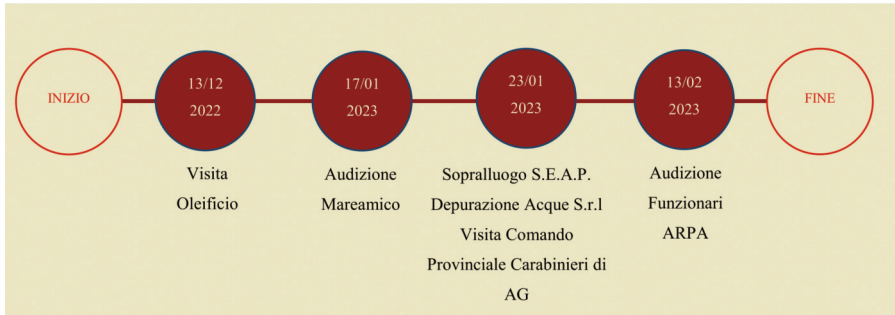 INIZIO
13/12
2022
17/01
2023
23/01
2023
13/02
2023
FINE
Visita
Oleificio
Audizione
Mareamico
Sopralluogo S.E.A.P.
Depurazione Acque S.r.l
Visita Comando
Provinciale Carabinieri di
AG
Audizione
Funzionari
ARPA